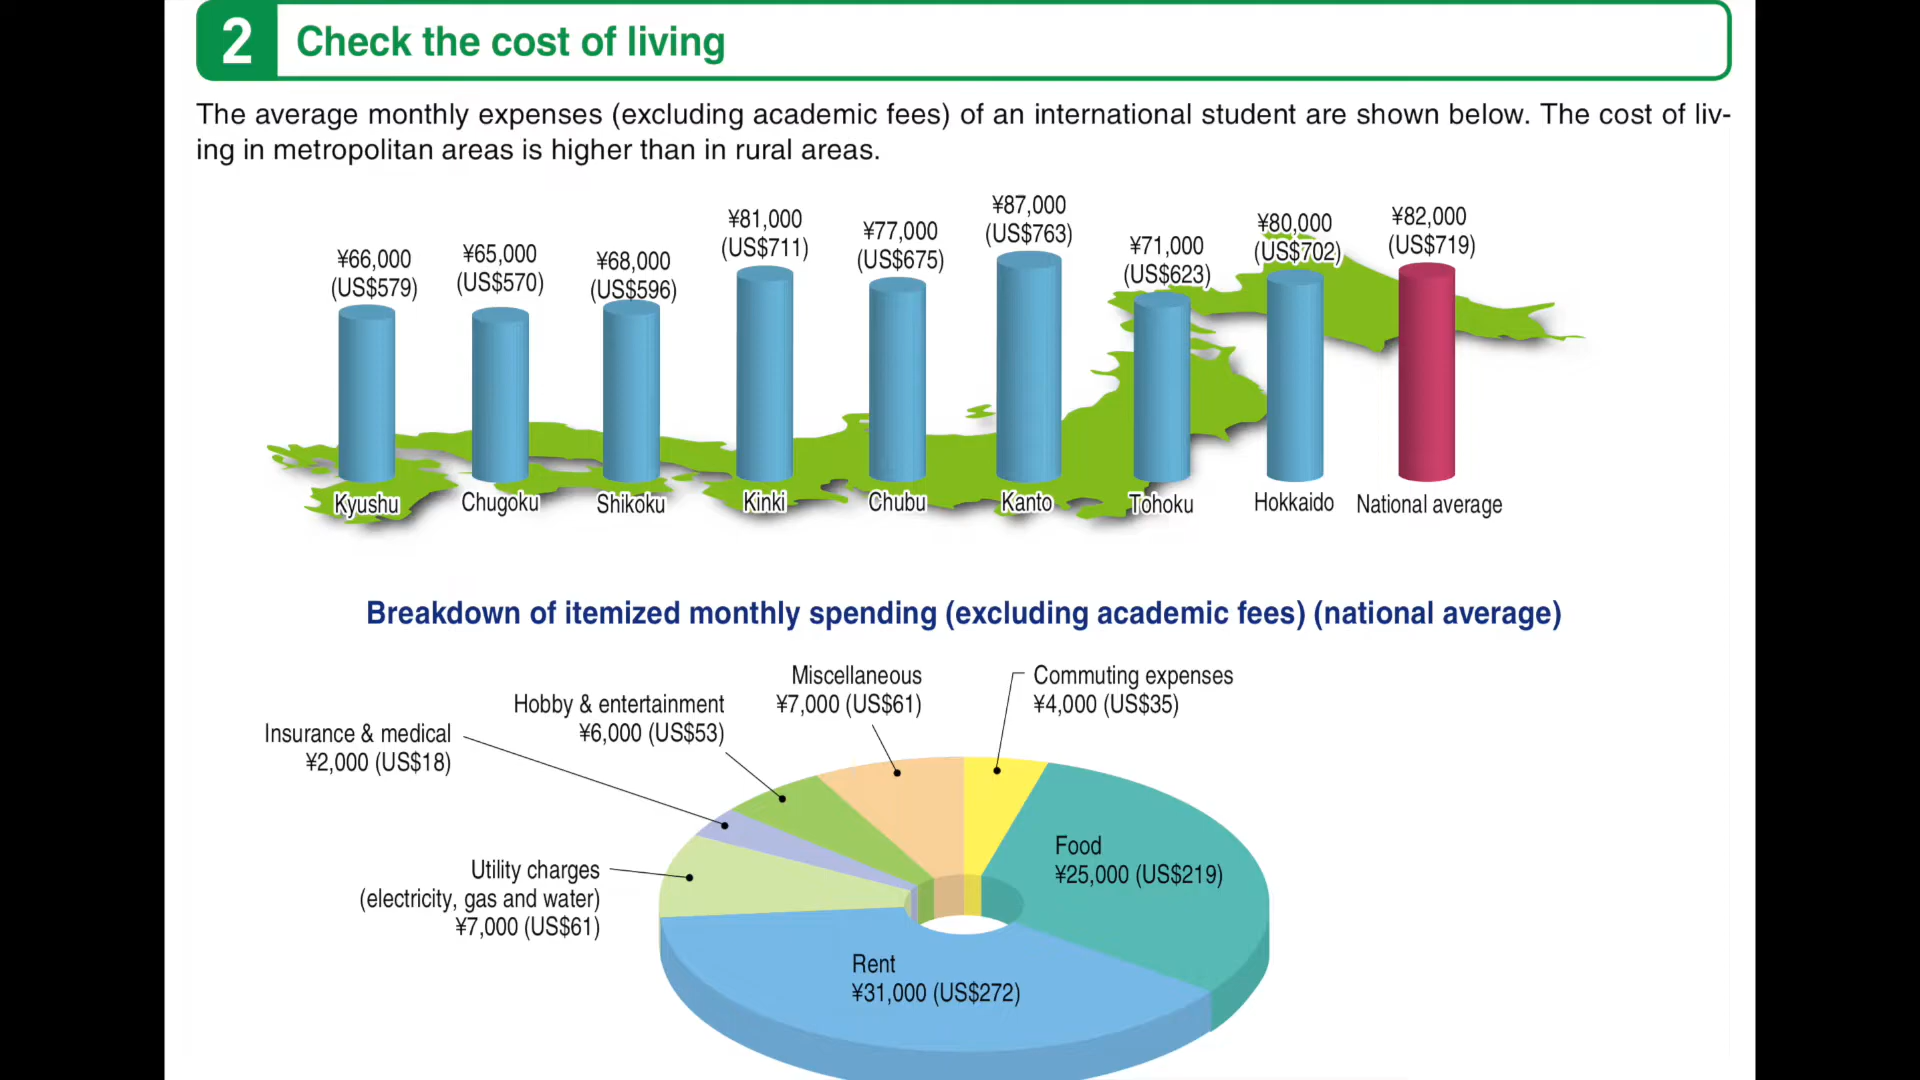 2
Check the cost of living
The average monthly expenses (excluding academic fees) of an international student are shown below. The cost of liv-
ing in metropolitan areas is higher than in rural areas.
¥66,000
(US$579)
Kyushu
¥65,000
(US$570)
Chugoku
¥68,000
(US$596)
Shikoku
¥81,000
(US$711)
Kinki
¥77,000
(US$675)
Chubu
¥87,000
(US$763)
Kanto
¥71,000
(US$623)
Tohoku
¥80,000
(US$702)
Hokkaido
¥82,000
(US$719)
National average
Breakdown of itemized monthly spending (excluding academic fees) (national average)
Miscellaneous
¥7,000 (US$61)
Commuting expenses
¥4,000 (US$35)
Hobby & entertainment
¥6,000 (US$53)
Insurance & medical
¥2,000 (US$18)
Food
¥25,000 (US$219)
Utility charges
(electricity, gas and water)
¥7,000 (US$61)
Rent
¥31,000 (US$272)